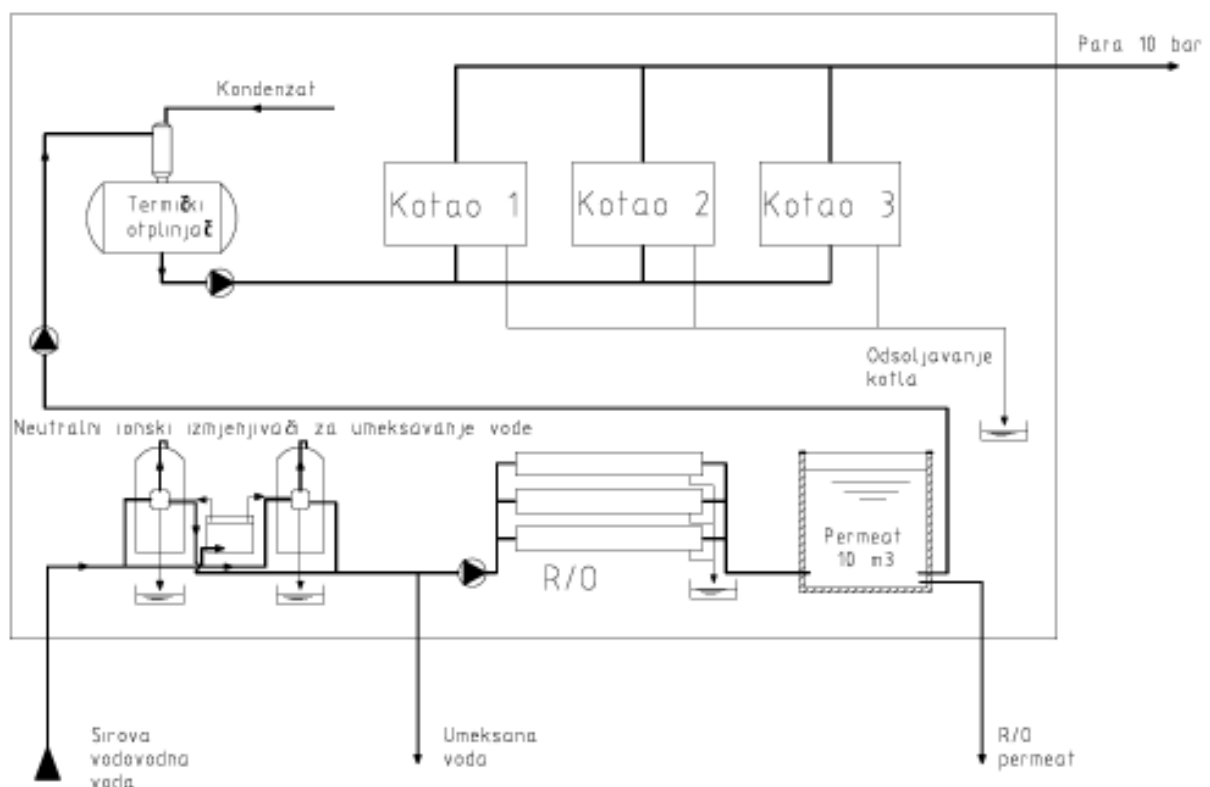 Para 10 bar
Kondenzat
Termički
otplinjač
Kotao 1
Kotao 2
Kotao 3
Odsoljavanje
kotla
Neutralni ionski izmjenjivači za umeksavanje vode
Permeat
10 m3
R/O
Sirova
vodovodna
voda
Umeksana
voda
R/O
permeat